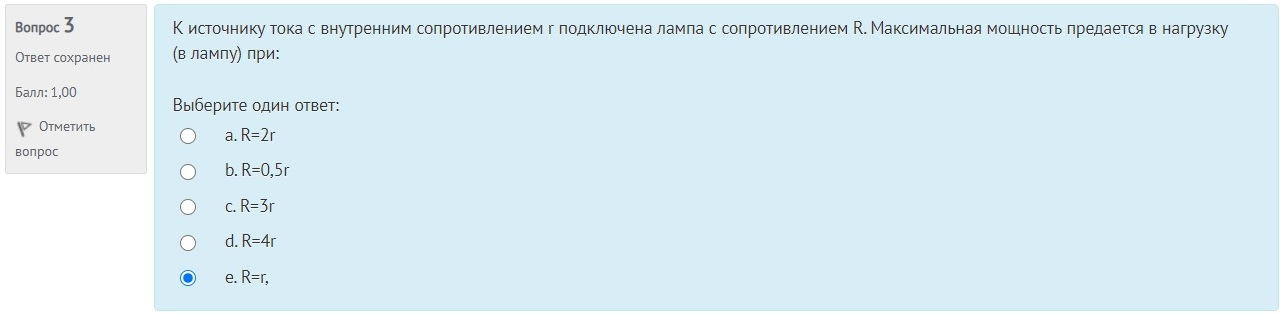 Вопрос 3
Ответ сохранен
Балл: 1,00
Отметить
вопрос
К источнику тока с внутренним сопротивлением r подключена лампа с сопротивлением R. Максимальная мощность предается в нагрузку
(в лампу) при:
Выберите один ответ:
a. R=2r
b. R=0,5r
c. R=3r
d. R=4r
e. R=r,